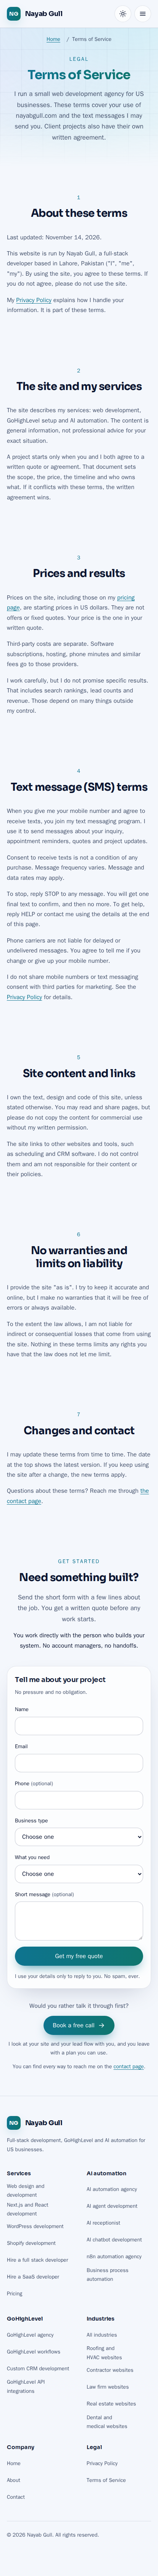 NG Nayab Gull
Home / Terms of Service
LEGAL
Terms of Service
I run a small web development agency for US
businesses. These terms cover your use of
nayabgull.com and the text messages I may
send you. Client projects also have their own
written agreement.
1
About these terms
Last updated: November 14, 2026.
This website is run by Nayab Gull, a full-stack
developer based in Lahore, Pakistan ("I", "me",
"my"). By using the site, you agree to these terms. If
you do not agree, please do not use the site.
My Privacy Policy explains how I handle your
information. It is part of these terms.
2
The site and my services
The site describes my services: web development,
GoHighLevel setup and AI automation. The content is
general information, not professional advice for your
exact situation.
A project starts only when you and I both agree to a
written quote or agreement. That document sets
the scope, the price, the timeline and who owns
what. If it conflicts with these terms, the written
agreement wins.
3
Prices and results
Prices on the site, including those on my pricing
page, are starting prices in US dollars. They are not
offers or fixed quotes. Your price is the one in your
written quote.
Third-party costs are separate. Software
subscriptions, hosting, phone minutes and similar
fees go to those providers.
I work carefully, but I do not promise specific results.
That includes search rankings, lead counts and
revenue. Those depend on many things outside
my control.
4
Text message (SMS) terms
When you give me your mobile number and agree to
receive texts, you join my text messaging program. I
use it to send messages about your inquiry,
appointment reminders, quotes and project updates.
Consent to receive texts is not a condition of any
purchase. Message frequency varies. Message and
data rates may apply.
To stop, reply STOP to any message. You will get one
final text to confirm, and then no more. To get help,
reply HELP or contact me using the details at the end
of this page.
Phone carriers are not liable for delayed or
undelivered messages. You agree to tell me if you
change or give up your mobile number.
I do not share mobile numbers or text messaging
consent with third parties for marketing. See the
Privacy Policy for details.
5
Site content and links
I own the text, design and code of this site, unless
stated otherwise. You may read and share pages, but
please do not copy the content for commercial use
without my written permission.
The site links to other websites and tools, such
as scheduling and CRM software. I do not control
them and am not responsible for their content or
their policies.
6
No warranties and
limits on liability
I provide the site "as is". I try to keep it accurate and
online, but I make no warranties that it will be free of
errors or always available.
To the extent the law allows, I am not liable for
indirect or consequential losses that come from using
the site. Nothing in these terms limits any rights you
have that the law does not let me limit.
7
Changes and contact
I may update these terms from time to time. The date
at the top shows the latest version. If you keep using
the site after a change, the new terms apply.
Questions about these terms? Reach me through the
contact page.
GET STARTED
Need something built?
Send the short form with a few lines about
the job. You get a written quote before any
work starts.
You work directly with the person who builds your
system. No account managers, no handoffs.
Tell me about your project
No pressure and no obligation.
Name
Email
Phone (optional)
Business type
Choose one
What you need
Choose one
Short message (optional)
Get my free quote
I use your details only to reply to you. No spam, ever.
Would you rather talk it through first?
Book a free call →
I look at your site and your lead flow with you, and you leave
with a plan you can use.
You can find every way to reach me on the contact page.
NG Nayab Gull
Full-stack development, GoHighLevel and AI automation for
US businesses.
Services
Web design and
development
Next.js and React
development
WordPress development
Shopify development
Hire a full stack developer
Hire a SaaS developer
Pricing
AI automation
AI automation agency
AI agent development
AI receptionist
AI chatbot development
n8n automation agency
Business process
automation
GoHighLevel
GoHighLevel agency
GoHighLevel workflows
Custom CRM development
GoHighLevel API
integrations
Industries
All industries
Roofing and
HVAC websites
Contractor websites
Law firm websites
Real estate websites
Dental and
medical websites
Company
Home
About
Contact
Legal
Privacy Policy
Terms of Service
© 2026 Nayab Gull. All rights reserved.